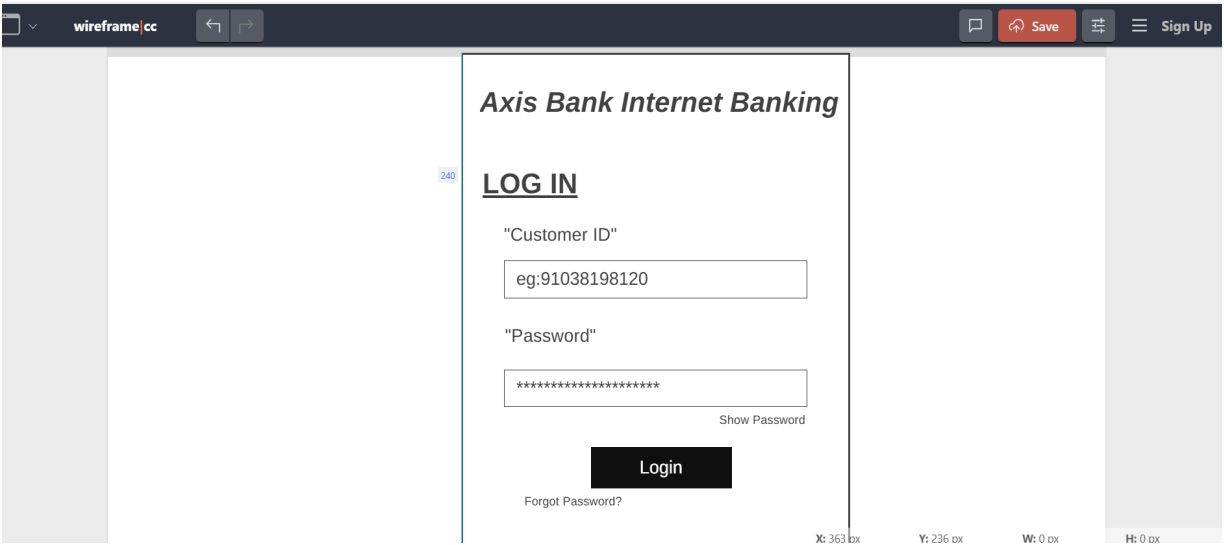 wireframe|cc
Save
Sign Up
Axis Bank Internet Banking
240
LOG IN
"Customer ID"
eg:91038198120
"Password"
*********************
Show Password
Login
Forgot Password?
X: 363 px Y: 236 px W: 0 px H: 0 px